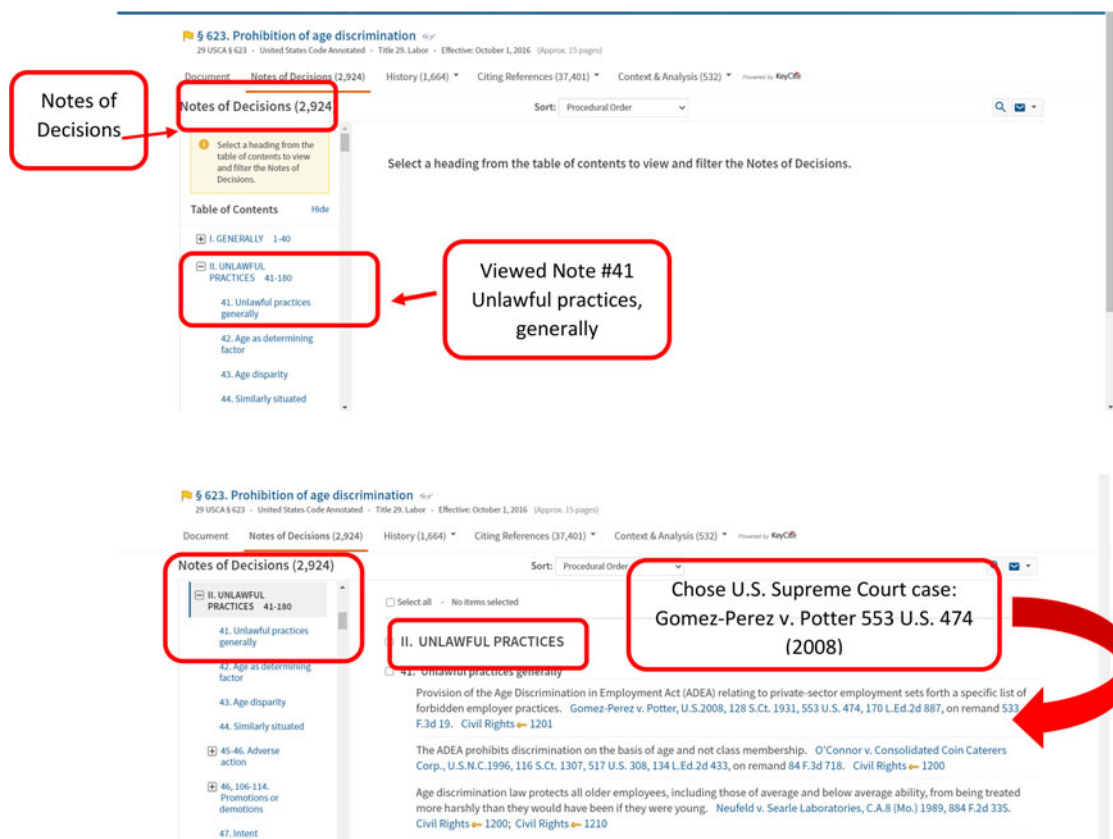 § 623. Prohibition of age discrimination
29 USCA § 623 • United States Code Annotated • Title 29. Labor • Effective: October 1, 2016 (Approx. 15 pages)
Document Notes of Decisions (2,924) History (1,664) Citing References (37,401) Context & Analysis (532) Powered by KeyCite
Notes of Decisions (2,924)
Sort: Procedural Order
Notes of
Decisions
Select a heading from the
table of contents to view
and filter the Notes of
Decisions.
Select a heading from the table of contents to view and filter the Notes of Decisions.
Table of Contents Hide
I. GENERALLY 1-40
II. UNLAWFUL
PRACTICES 41-180
41. Unlawful practices
generally
42. Age as determining
factor
43. Age disparity
44. Similarly situated
Viewed Note #41
Unlawful practices,
generally
§ 623. Prohibition of age discrimination
29 USCA § 623 • United States Code Annotated • Title 29. Labor • Effective: October 1, 2016 (Approx. 15 pages)
Document Notes of Decisions (2,924) History (1,664) Citing References (37,401) Context & Analysis (532) Powered by KeyCite
Notes of Decisions (2,924)
Sort: Procedural Order
II. UNLAWFUL
PRACTICES 41-180
41. Unlawful practices
generally
42. Age as determining
factor
43. Age disparity
44. Similarly situated
45-46. Adverse
action
46, 106-114.
Promotions or
demotions
47. Intent
Select all • No items selected
Chose U.S. Supreme Court case:
Gomez-Perez v. Potter 553 U.S. 474
(2008)
II. UNLAWFUL PRACTICES
41. Unlawful practices generally
Provision of the Age Discrimination in Employment Act (ADEA) relating to private-sector employment sets forth a specific list of
forbidden employer practices. Gomez-Perez v. Potter, U.S.2008, 128 S.Ct. 1931, 553 U.S. 474, 170 L.Ed.2d 887, on remand 533
F.3d 19. Civil Rights 1201
The ADEA prohibits discrimination on the basis of age and not class membership. O'Connor v. Consolidated Coin Caterers
Corp., U.S.N.C.1996, 116 S.Ct. 1307, 517 U.S. 308, 134 L.Ed.2d 433, on remand 84 F.3d 718. Civil Rights 1200
Age discrimination law protects all older employees, including those of average and below average ability, from being treated
more harshly than they would have been if they were young. Neufeld v. Searle Laboratories, C.A.8 (Mo.) 1989, 884 F.2d 335.
Civil Rights 1200; Civil Rights 1210